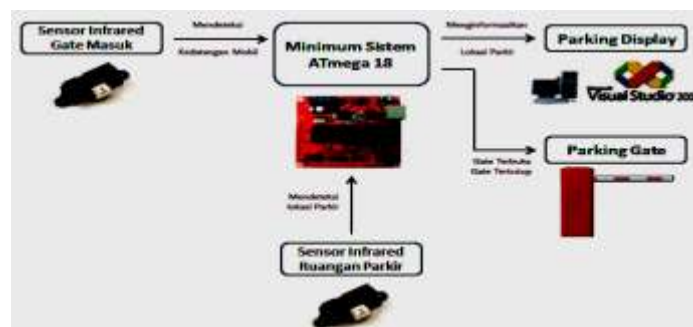 Sensor Infrared
Gate Masuk
Mendeteksi
Kedatangan Mobil
Minimum Sistem
ATmega 18
Menginformasikan
Lokasi Parkir
Parking Display
Visual Studio 200
Gate Terbuka
Gate Tertutup
Parking Gate
Mendeteksi
lokasi Parkir
Sensor Infrared
Ruangan Parkir